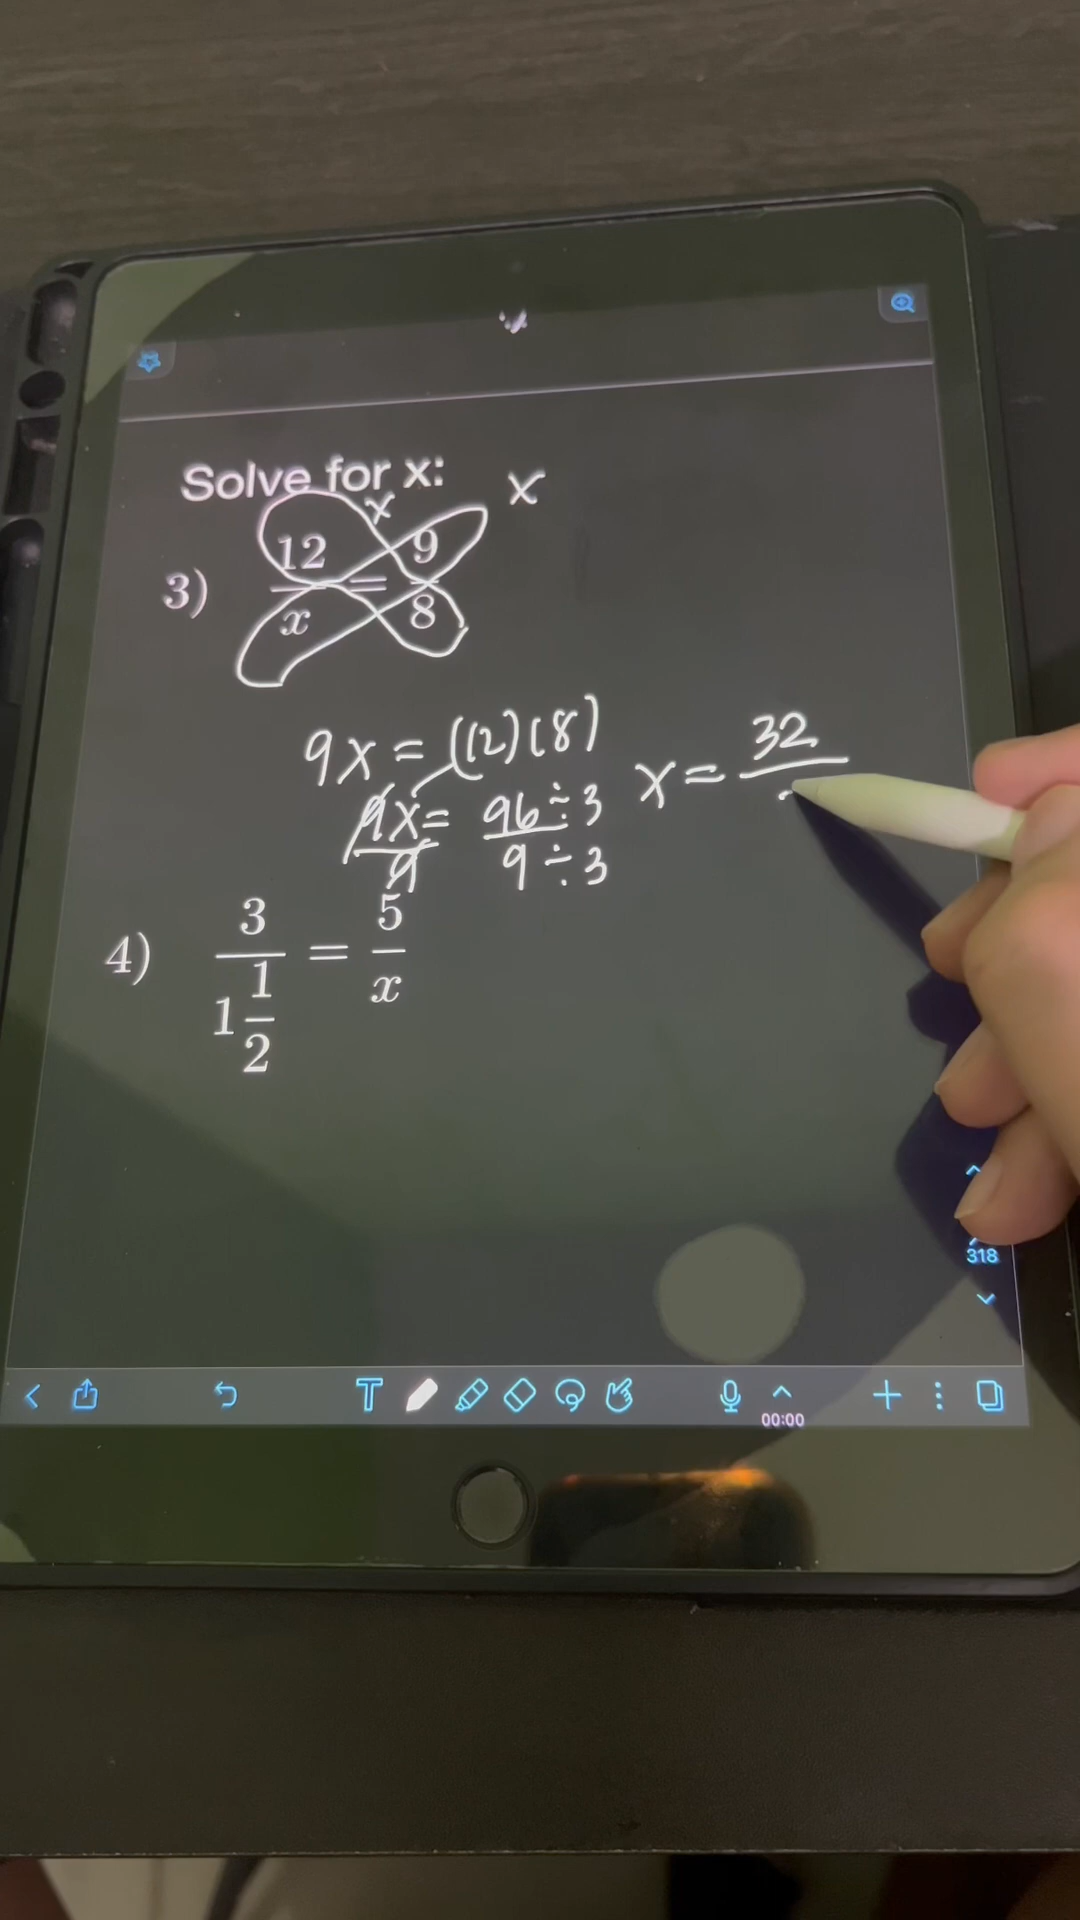 Solve for x: x
x
3) 12/x = 9/8
9x = (12)(8)
9x/9 = 96÷3/9÷3 x = 32
4) 3/1 1/2 = 5/x
318
T
00:00